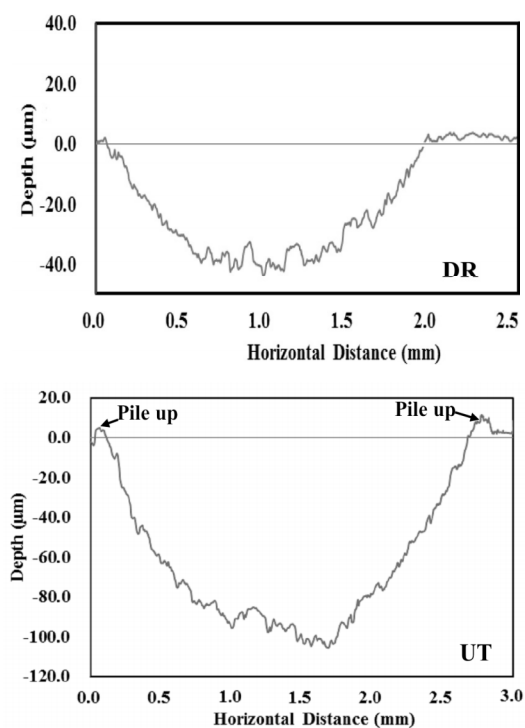 40.0
20.0
0.0
-20.0
-40.0
Depth (µm)
DR
0.0 0.5 1.0 1.5 2.0 2.5
Horizontal Distance (mm)
20.0
0.0
-20.0
-40.0
-60.0
-80.0
-100.0
-120.0
Depth (µm)
Pile up
Pile up
UT
0.0 0.5 1.0 1.5 2.0 2.5 3.0
Horizontal Distance (mm)